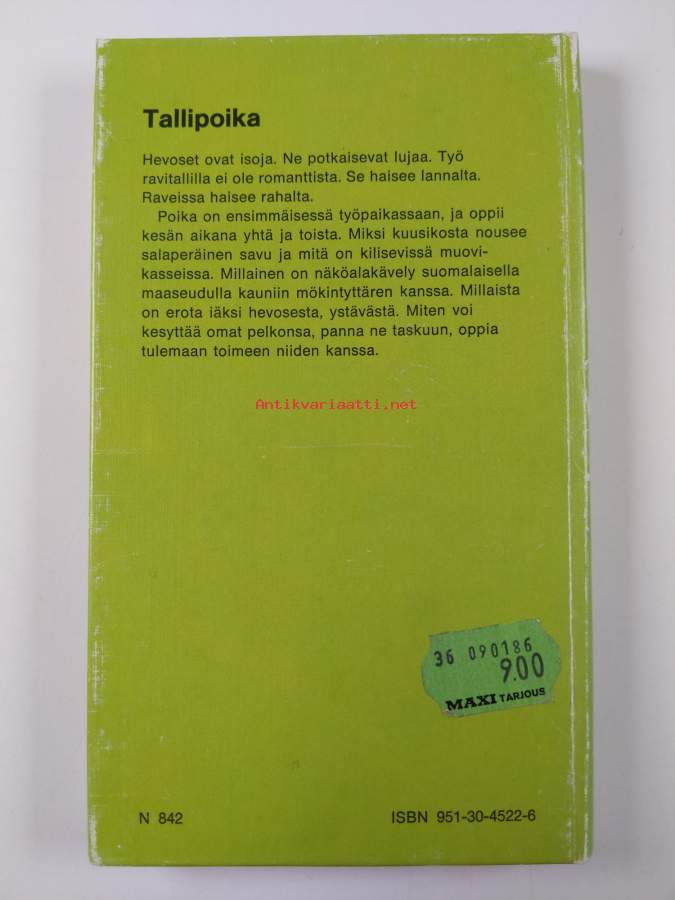 Tallipoika
Hevoset ovat isoja. Ne potkaisevat lujaa. Työ
ravitallilla ei ole romanttista. Se haisee lannalta.
Raveissa haisee rahalta.
Poika on ensimmäisessä työpaikassaan, ja oppii
kesän aikana yhtä ja toista. Miksi kuusikosta nousee
salaperäinen savu ja mitä on kilisevissä muovi-
kasseissa. Millainen on näköalakävely suomalaisella
maaseudulla kauniin mökintyttären kanssa. Millaista
on erota iäksi hevosesta, ystävästä. Miten voi
kesyttää omat pelkonsa, panna ne taskuun, oppia
tulemaan toimeen niiden kanssa.
Antikvariaatti.net
36 090186
9.00
MAXI TARJOUS
N 842
ISBN 951-30-4522-6